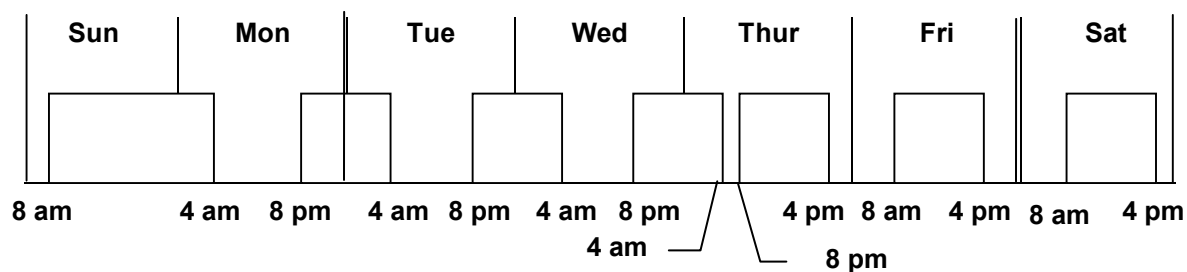 Sun Mon Tue Wed Thur Fri Sat
8 am 4 am 8 pm 4 am 8 pm 4 am 8 pm 4 pm 8 am 4 pm 8 am 4 pm
4 am 8 pm